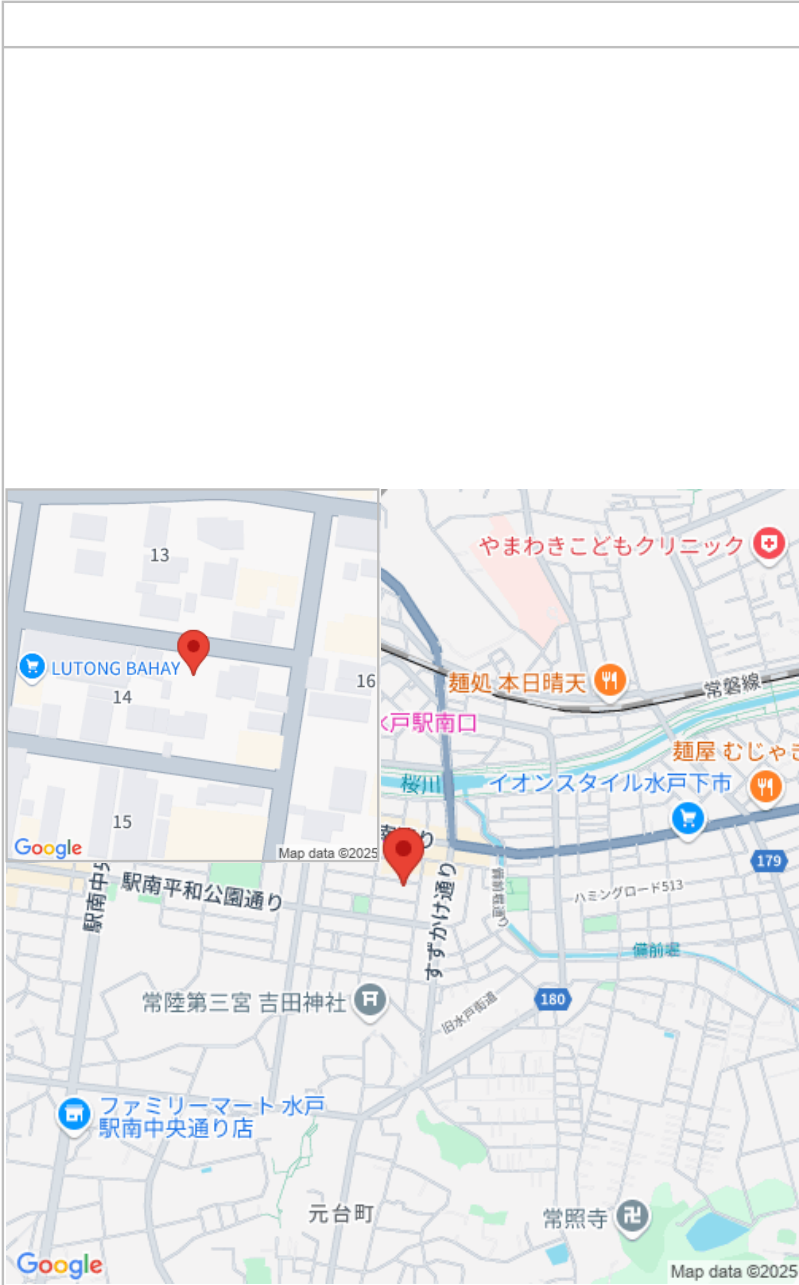 13
LUTONG BAHAY
14
16
15
Google
Map data ©2025
やまわきこどもクリニック
麺処 本日晴天
常磐線
水戸駅南口
麺屋 むじゃき
桜川
イオンスタイル水戸下市
179
駅南平和公園通り
すずかけ通り
備前堀通り
ハミングロード513
備前堀
常陸第三宮 吉田神社
180
旧水戸街道
ファミリーマート 水戸
駅南中央通り店
元台町
常照寺
Google
Map data ©2025